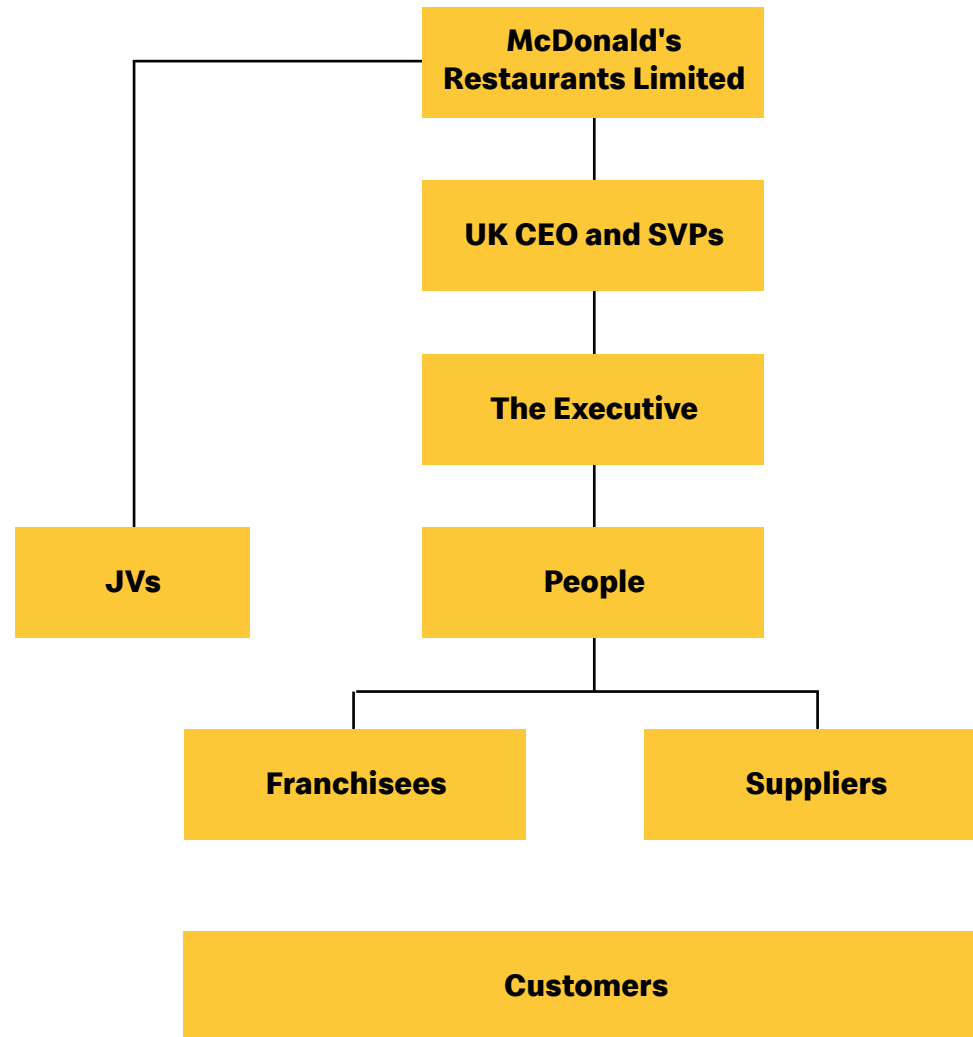 McDonald's
Restaurants Limited
UK CEO and SVPs
The Executive
JVs
People
Franchisees
Suppliers
Customers